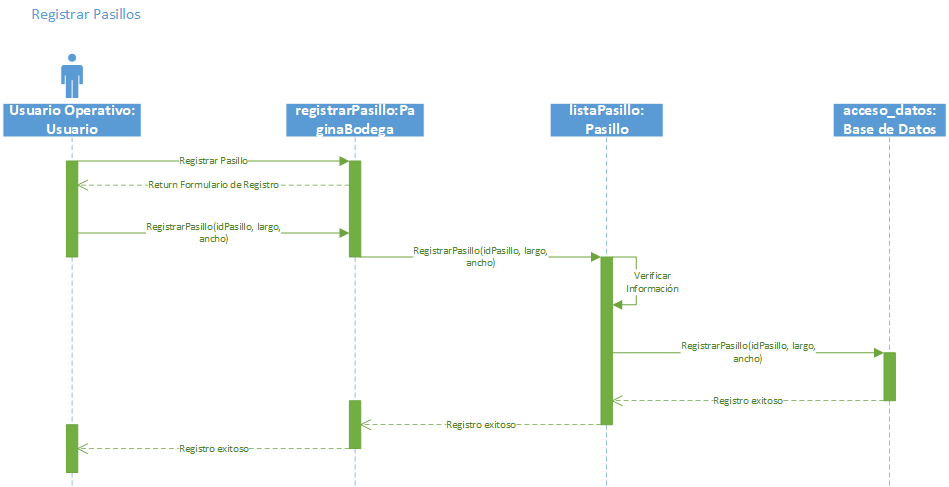 Registrar Pasillos
Usuario Operativo:
Usuario
registrarPasillo:Pa
ginaBodega
listaPasillo:
Pasillo
acceso_datos:
Base de Datos
Registrar Pasillo
Return Formulario de Registro
RegistrarPasillo(idPasillo, largo,
ancho)
RegistrarPasillo(idPasillo, largo,
ancho)
Verificar
Información
RegistrarPasillo(idPasillo, largo,
ancho)
Registro exitoso
Registro exitoso
Registro exitoso